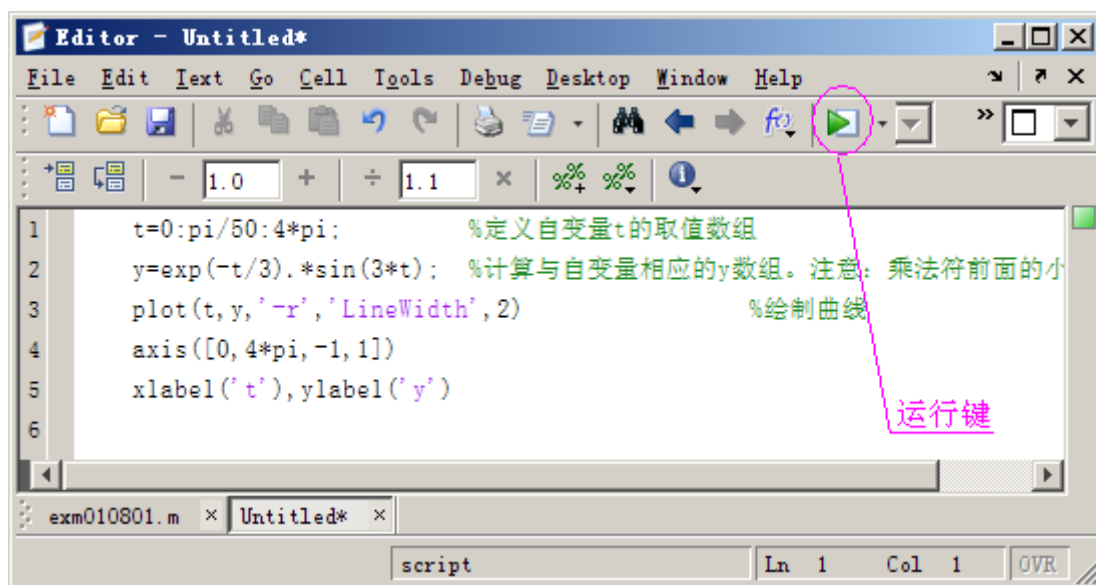 Editor - Untitled*
File Edit Text Go Cell Tools Debug Desktop Window Help
- 1.0 + ÷ 1.1 ×
1 t=0:pi/50:4*pi; %定义自变量t的取值数组
2 y=exp(-t/3).*sin(3*t); %计算与自变量相应的y数组。注意：乘法符前面的小
3 plot(t,y,'-r','LineWidth',2) %绘制曲线
4 axis([0,4*pi,-1,1])
5 xlabel('t'),ylabel('y')
6
运行键
exm010801.m × Untitled* ×
script Ln 1 Col 1 OVR